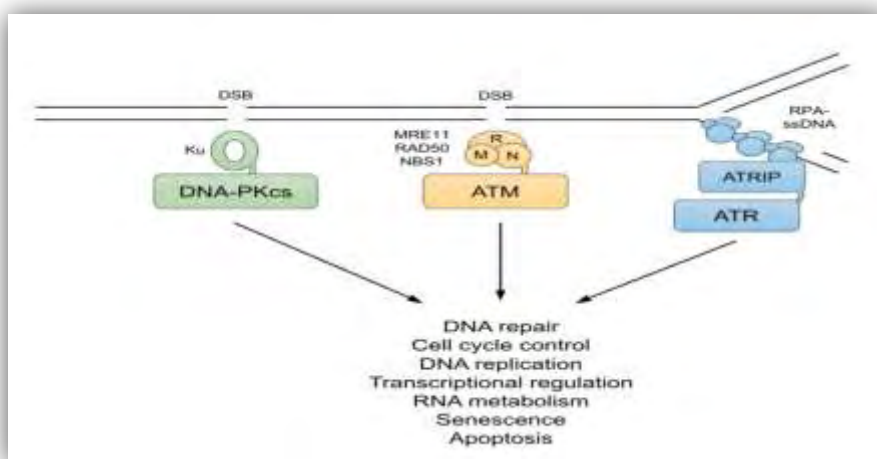 DSB
DSB
RPA-
ssDNA
Ku
MRE11
RAD50
NBS1
R
M N
DNA-PKcs
ATM
ATRIP
ATR
DNA repair
Cell cycle control
DNA replication
Transcriptional regulation
RNA metabolism
Senescence
Apoptosis